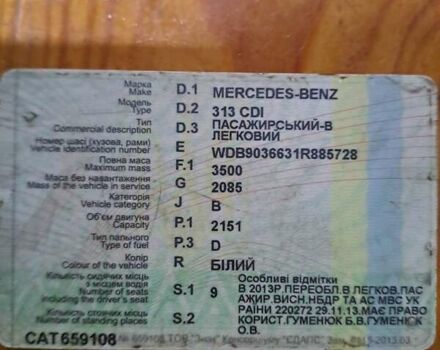 Марка
Make D.1 MERCEDES-BENZ
Модель
Type D.2 313 CDI
Тип
Commercial description D.3 ПАСАЖИРСЬКИЙ-В
ЛЕГКОВИЙ
Номер шасі (кузова, рами)
Vehicle identification number E WDB9036631R885728
Повна маса
Maximum mass F.1 3500
Маса без навантаження
Mass of the vehicle in service G 2085
Категорія
Vehicle category J B
Об'єм двигуна
Capacity P.1 2151
Тип пального
Type of fuel P.3 D
Колір
Colour of the vehicle R БІЛИЙ
Кількість сидячих місць
з місцем водія
Number of seats
including the driver's seat S.1 9
Кількість стоячих місць
Number of standing places S.2
Особливі відмітки
В 2013Р ПЕРЕОБЛ.В ЛЕГКОВ.ПАС
АЖИР.ВИСН.НБДР ТА АС МВС УК
РАЇНИ 220272 29.11.13.МАЄ ПРА
ВО КОРИСТ.ГУМЕНЮК Б.В.ГУМЕНЮК
О.В.
САТ659108